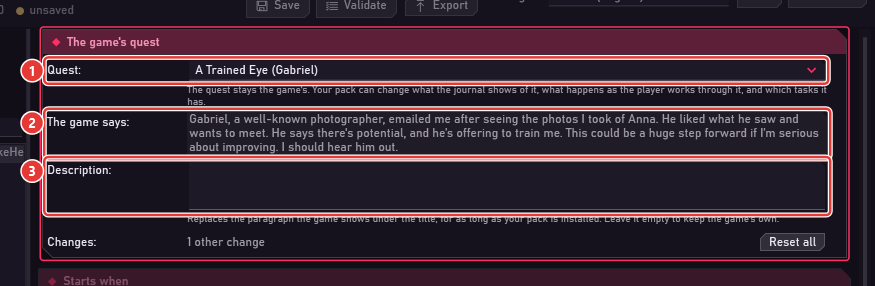 unsaved
Save
Validate
Export
The game's quest
1
Quest:
A Trained Eye (Gabriel)
The quest stays the game's. Your pack can change what the journal shows of it, what happens as the player works through it, and which tasks it
has.
2
The game says:
Gabriel, a well-known photographer, emailed me after seeing the photos I took of Anna. He liked what he saw and
wants to meet. He says there's potential, and he's offering to train me. This could be a huge step forward if I'm serious
about improving. I should hear him out.
keHe
3
Description:
Replaces the paragraph the game shows under the title, for as long as your pack is installed. Leave it empty to keep the game's own.
Changes:
1 other change
Reset all
Starts when